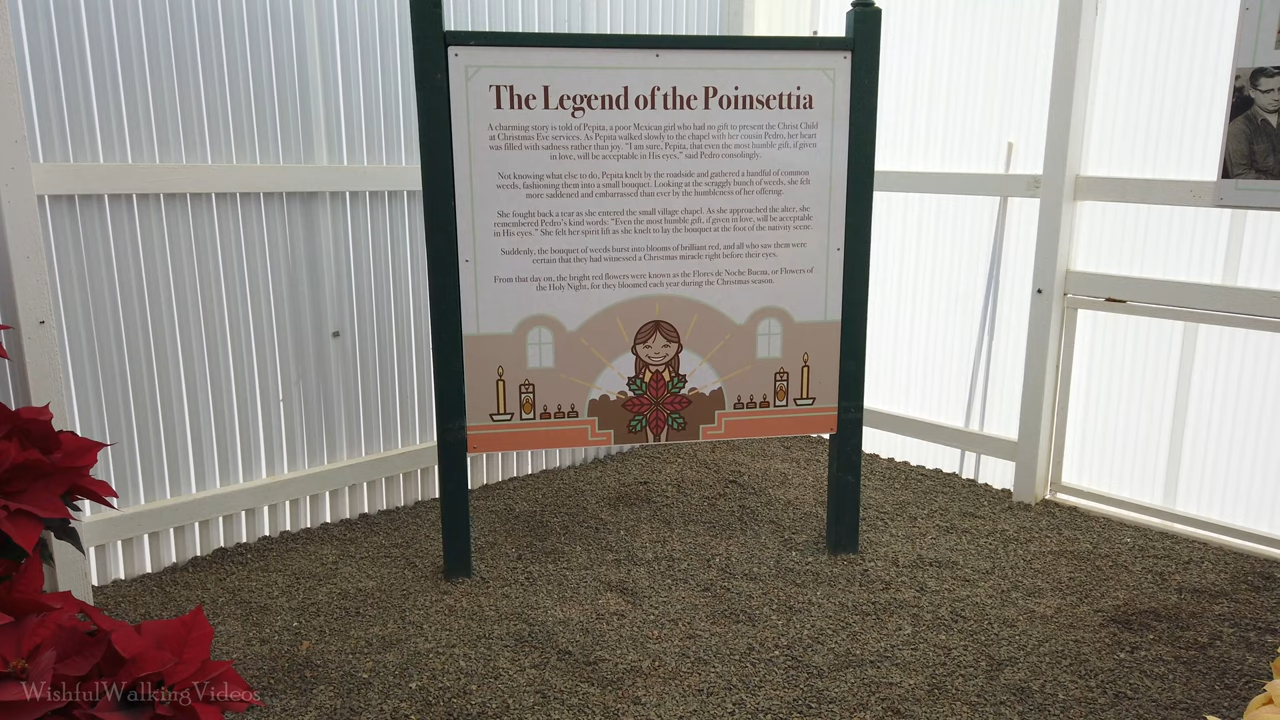 The Legend of the Poinsettia
A charming story is told of Pepita, a poor Mexican girl who had no gift to present the Christ Child
at Christmas Eve services. As Pepita walked slowly to the chapel with her cousin Pedro, her heart
was filled with sadness rather than joy. "I am sure, Pepita, that even the most humble gift, if given
in love, will be acceptable in His eyes," said Pedro consolingly.
Not knowing what else to do, Pepita knelt by the roadside and gathered a handful of common
weeds, fashioning them into a small bouquet. Looking at the scraggly bunch of weeds, she felt
more saddened and embarrassed than ever by the humbleness of her offering.
She fought back a tear as she entered the small village chapel. As she approached the alter, she
remembered Pedro's kind words: "Even the most humble gift, if given in love, will be acceptable
in His eyes." She felt her spirit lift as she knelt to lay the bouquet at the foot of the nativity scene.
Suddenly, the bouquet of weeds burst into blooms of brilliant red, and all who saw them were
certain that they had witnessed a Christmas miracle right before their eyes.
From that day on, the bright red flowers were known as the Flores de Noche Buena, or Flowers of
the Holy Night, for they bloomed each year during the Christmas season.
WishfulWalkingVideos